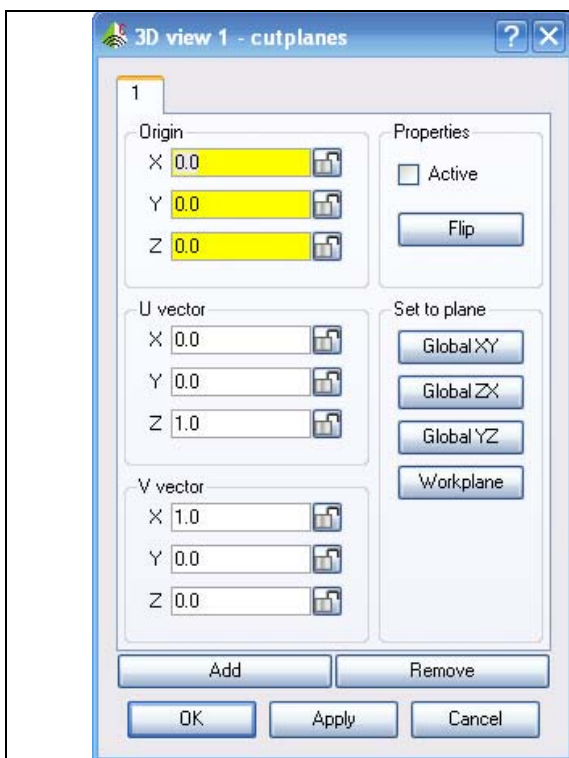 3D view 1 - cutplanes
1
Origin
X 0.0
Y 0.0
Z 0.0
Properties
Active
Flip
U vector
X 0.0
Y 0.0
Z 1.0
Set to plane
Global XY
Global ZX
Global YZ
Workplane
V vector
X 1.0
Y 0.0
Z 0.0
Add Remove
OK Apply Cancel